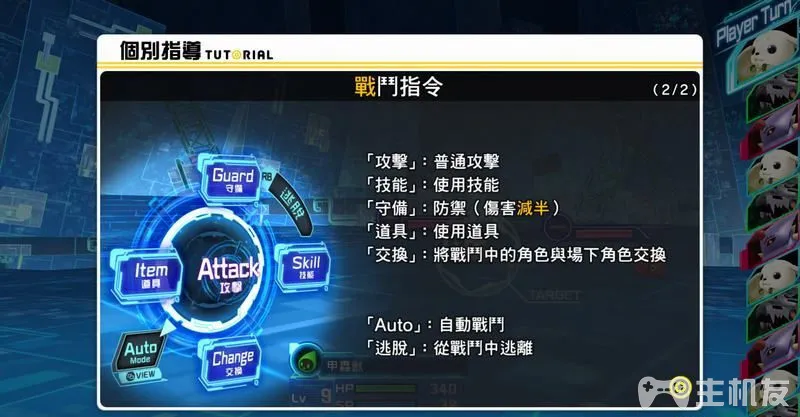 個別指導 TUTORIAL
戰鬥指令
(2/2)
Player Turn
「攻擊」：普通攻擊
「技能」：使用技能
「守備」：防禦（傷害減半）
「道具」：使用道具
「交換」：將戰鬥中的角色與場下角色交換
「Auto」：自動戰鬥
「逃脫」：從戰鬥中逃離
Guard
守備
RB
逃脫
Item
道具
Attack
攻擊
Skill
技能
Auto
Mode
VIEW
Change
交換
TARGET
甲蟲獸
Lv 9
HP 340
SP 48
主机友